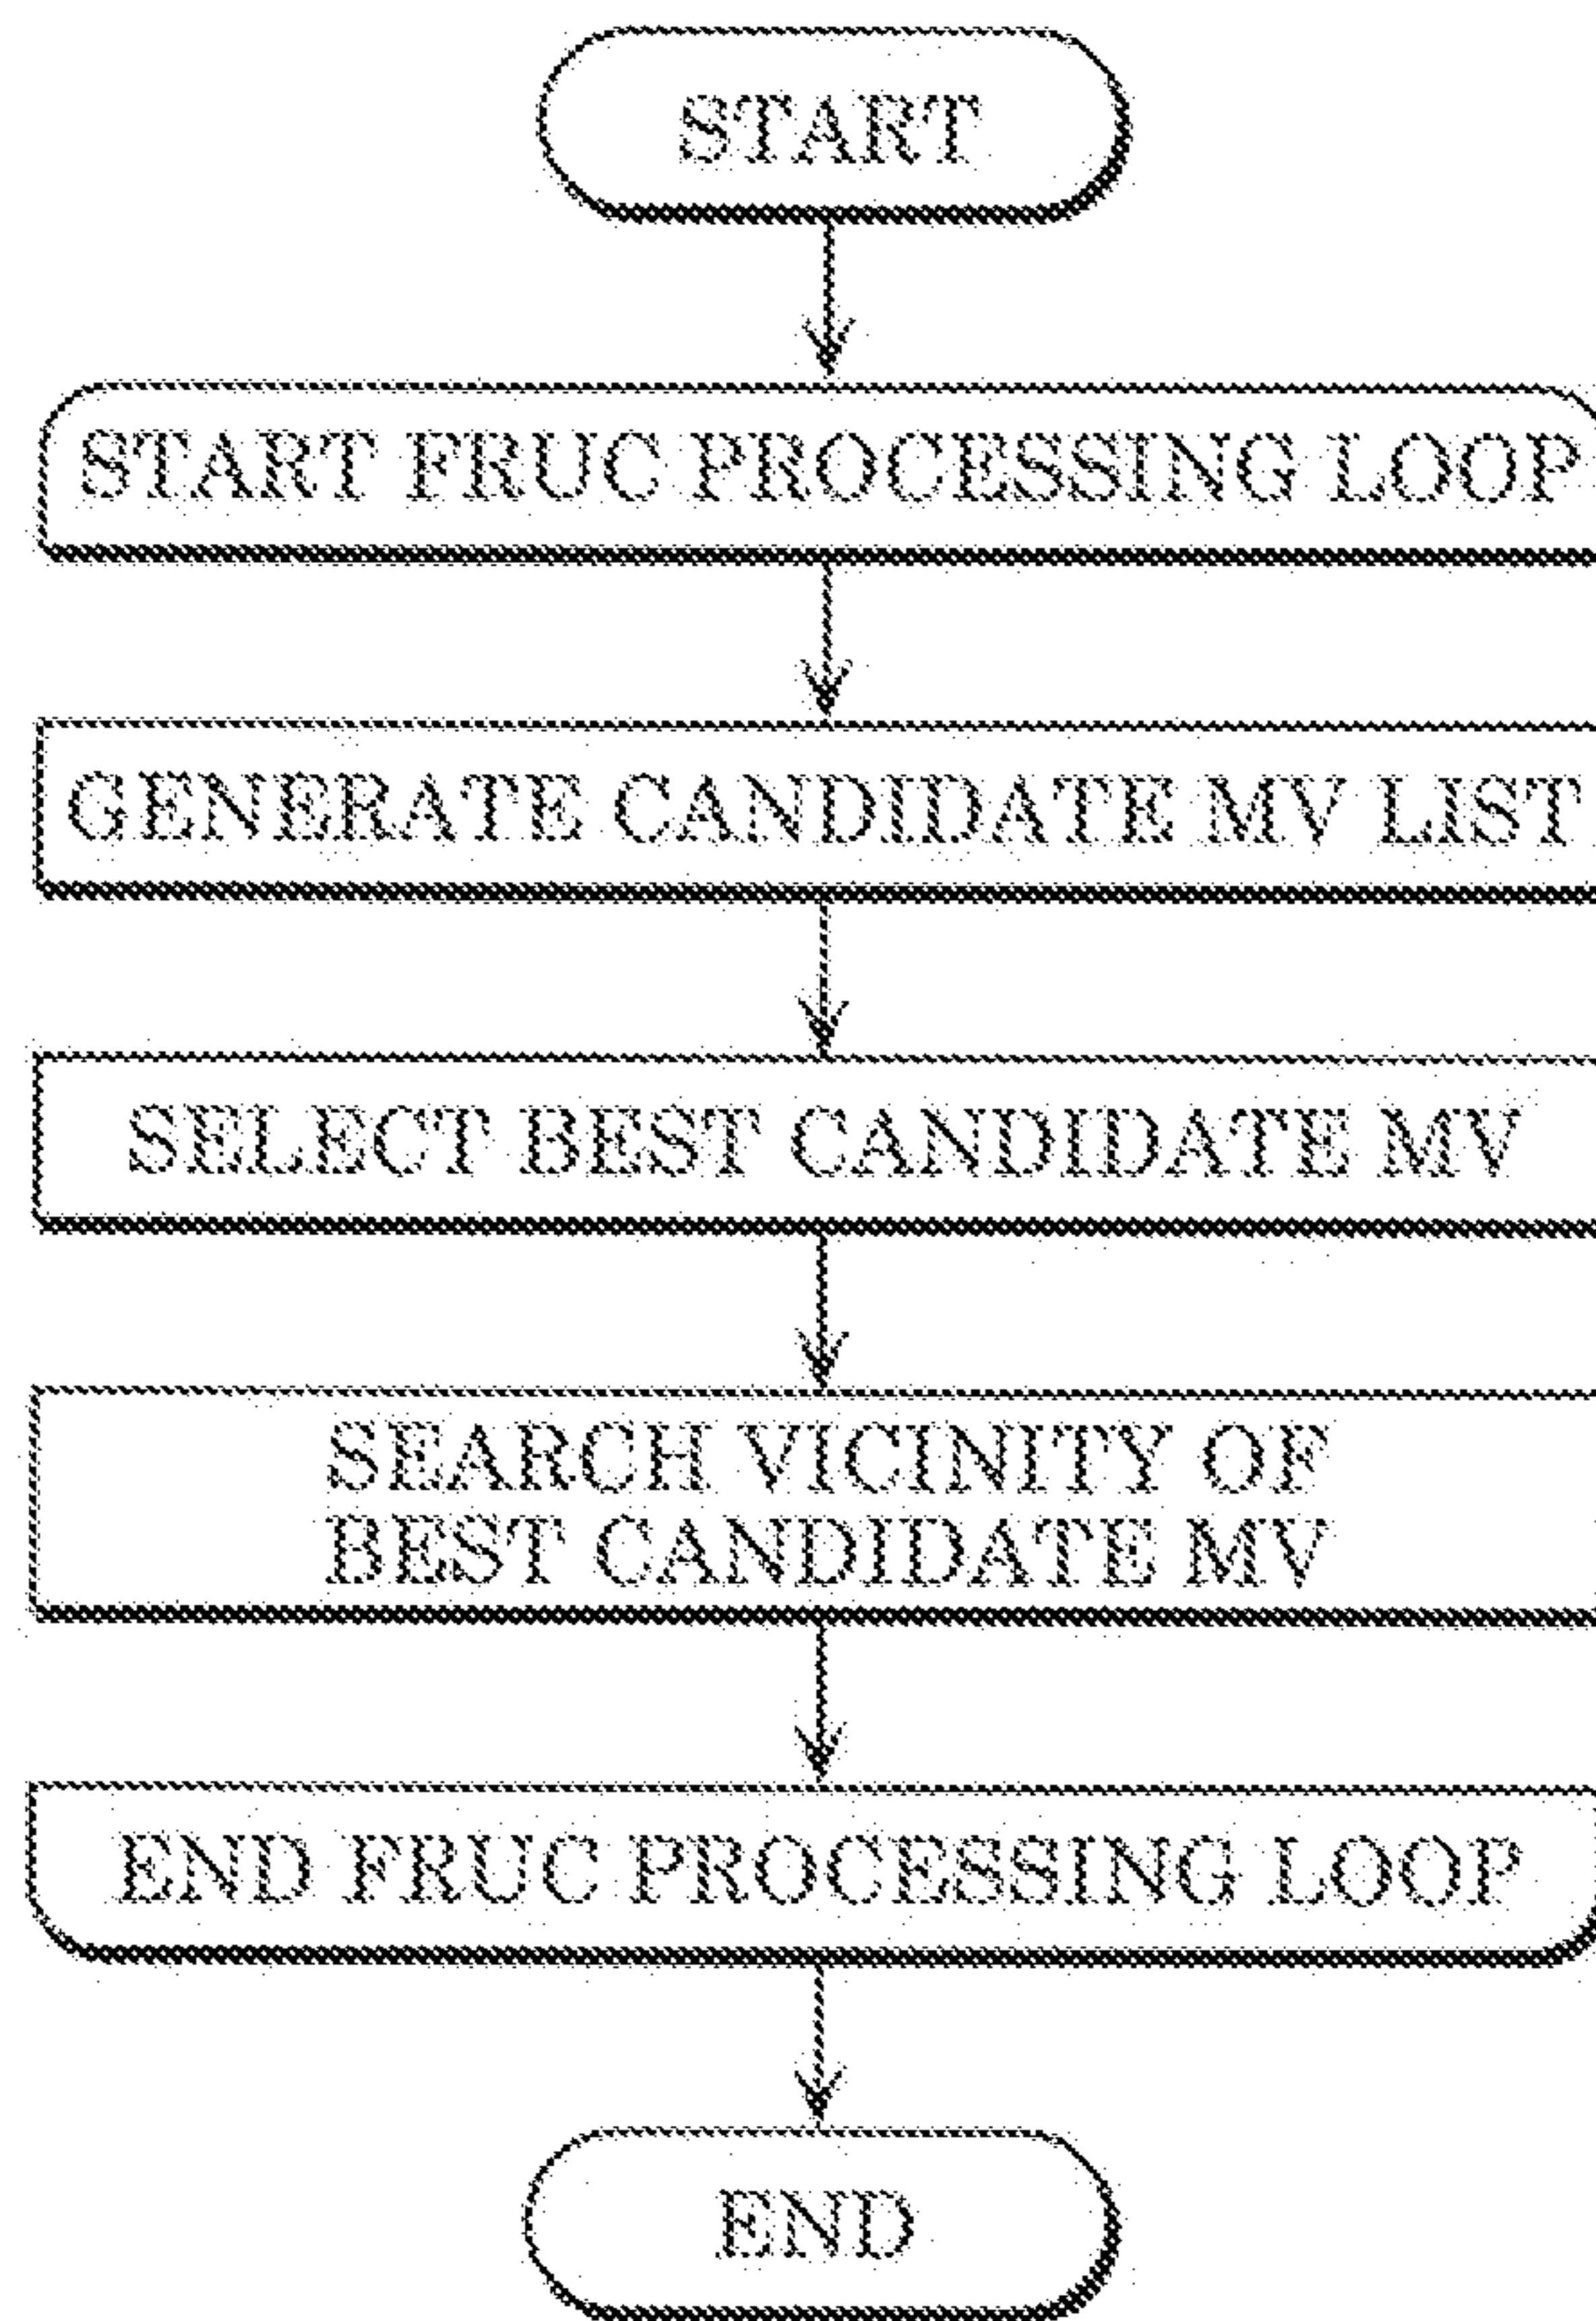 START
START FRUC PROCESSING LOOP
GENERATE CANDIDATE MV LIST
SELECT BEST CANDIDATE MV
SEARCH VICINITY OF
BEST CANDIDATE MV
END FRUC PROCESSING LOOP
END